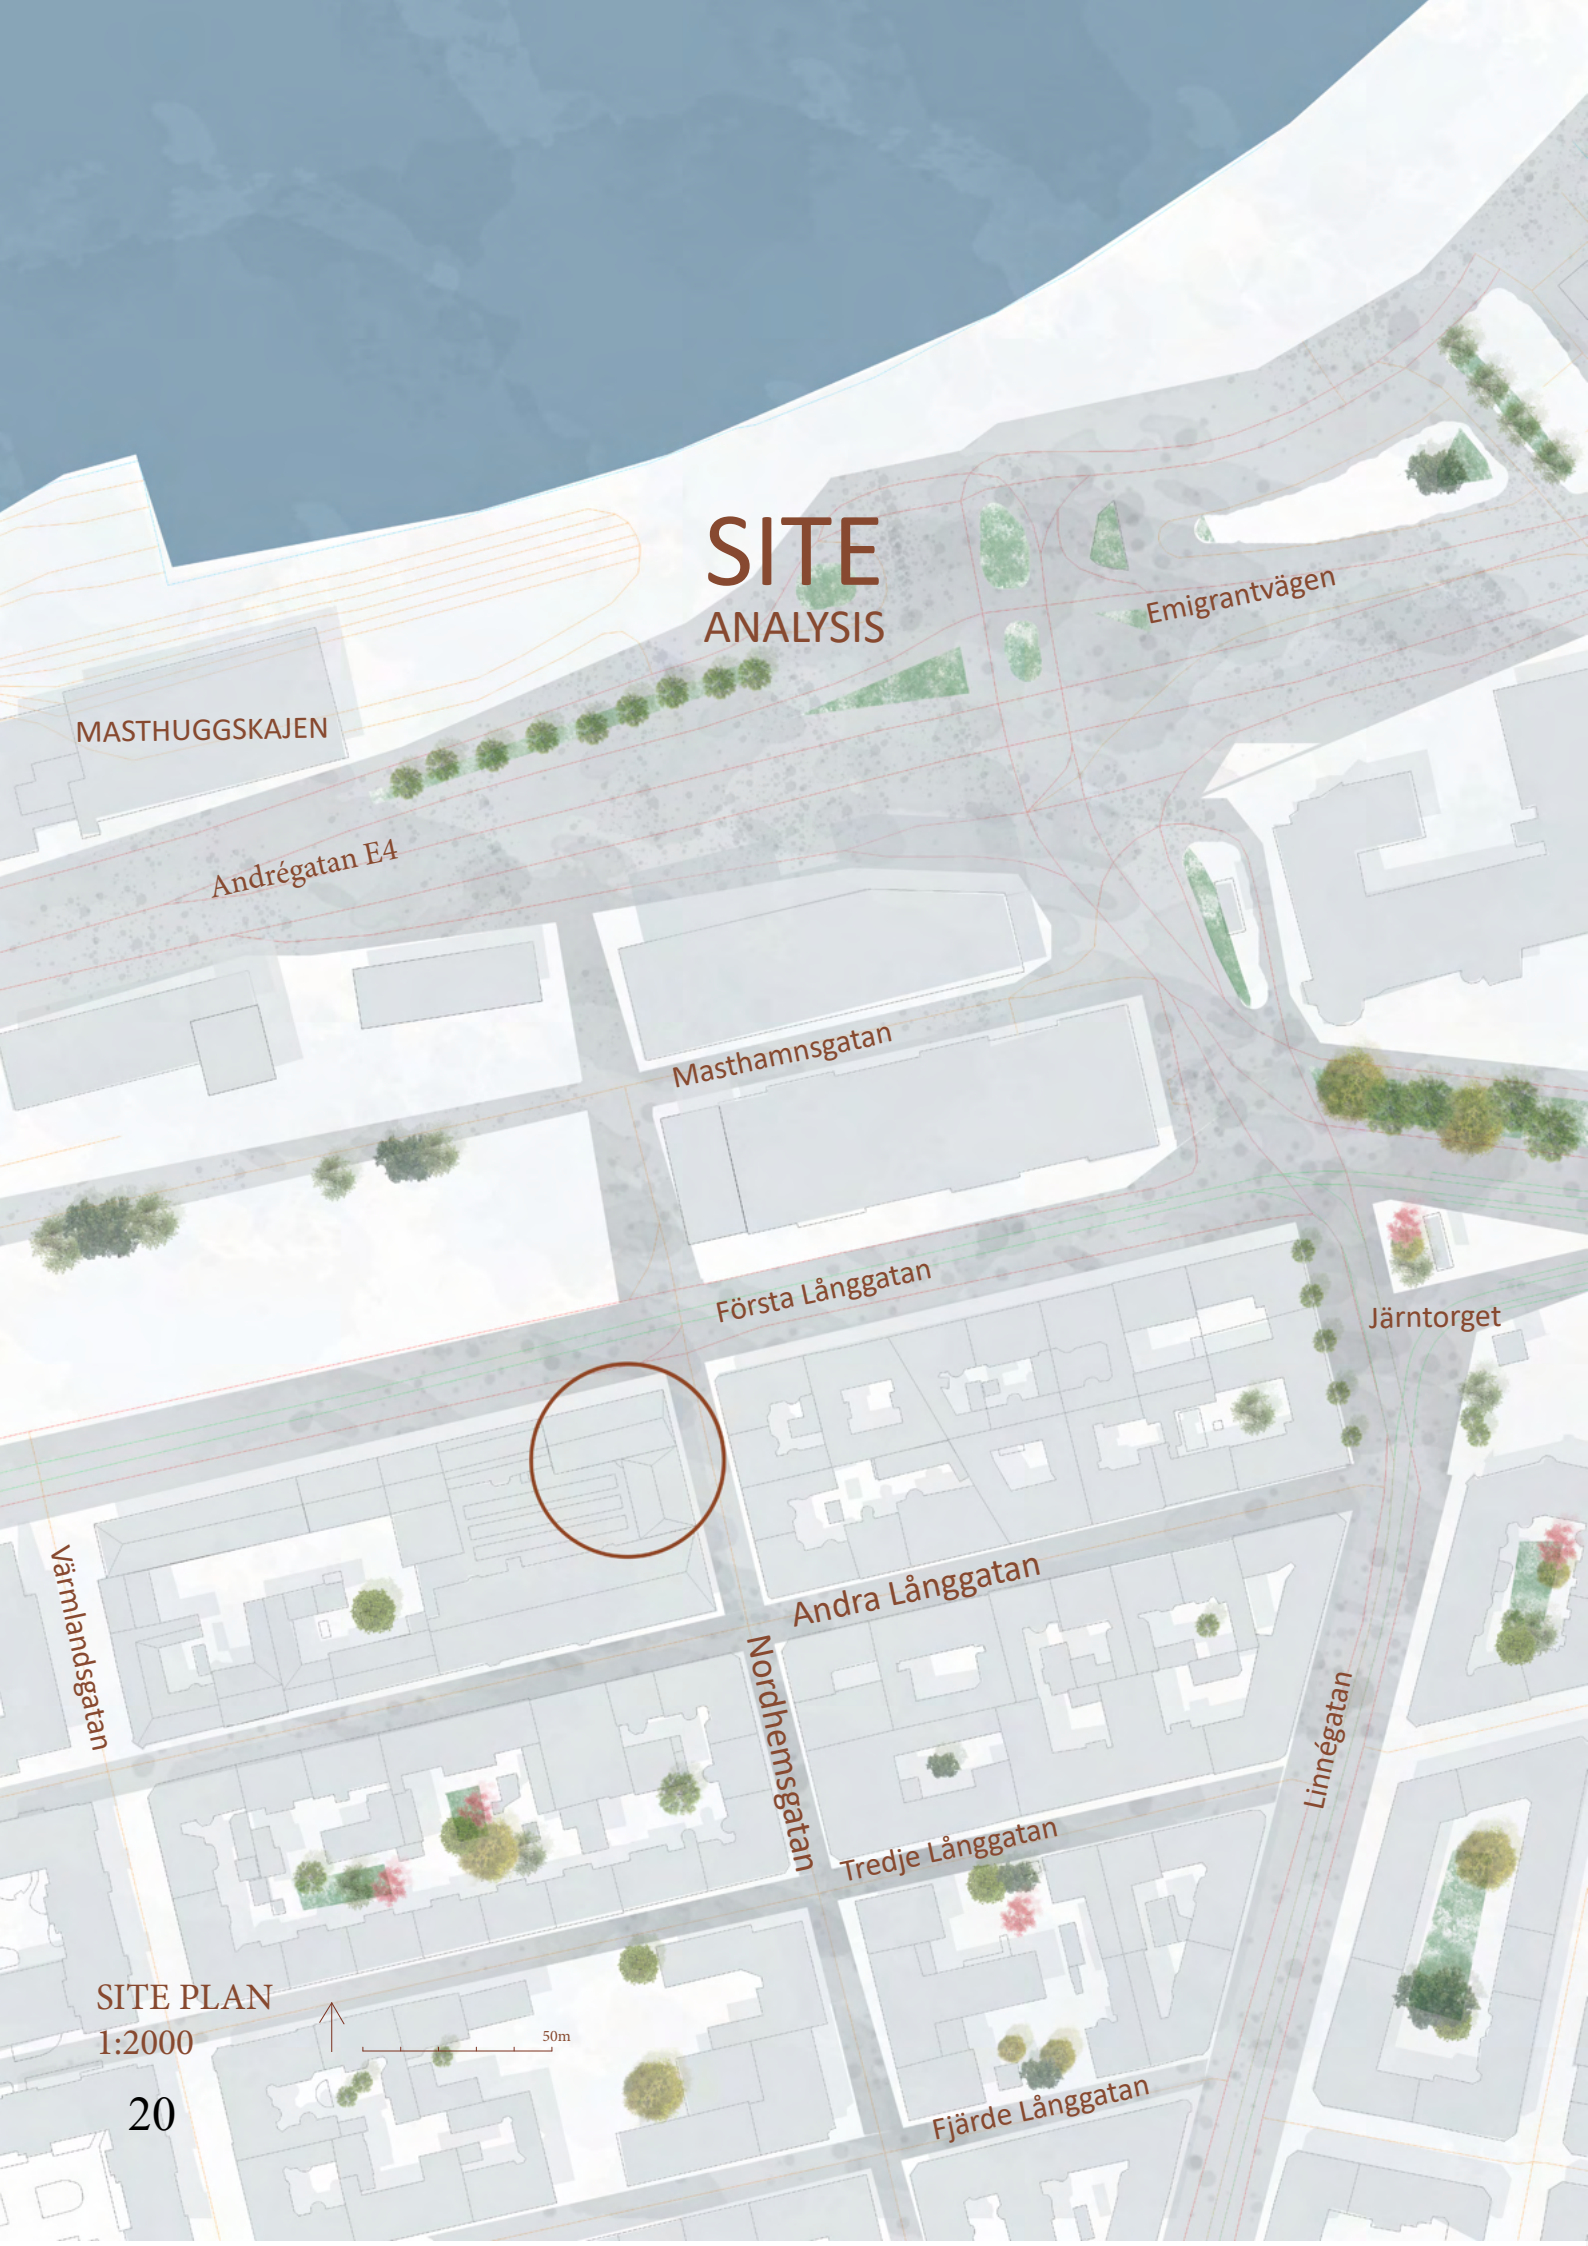 SITE
ANALYSIS
Emigrantvägen
MASTHUGGSKAJEN
Andrégatan E4
Masthamnsgatan
Första Långgatan
Järntorget
Värmlandsgatan
Andra Långgatan
Nordhemsgatan
Linnégatan
Tredje Långgatan
SITE PLAN
1:2000
50m
Fjärde Långgatan
20